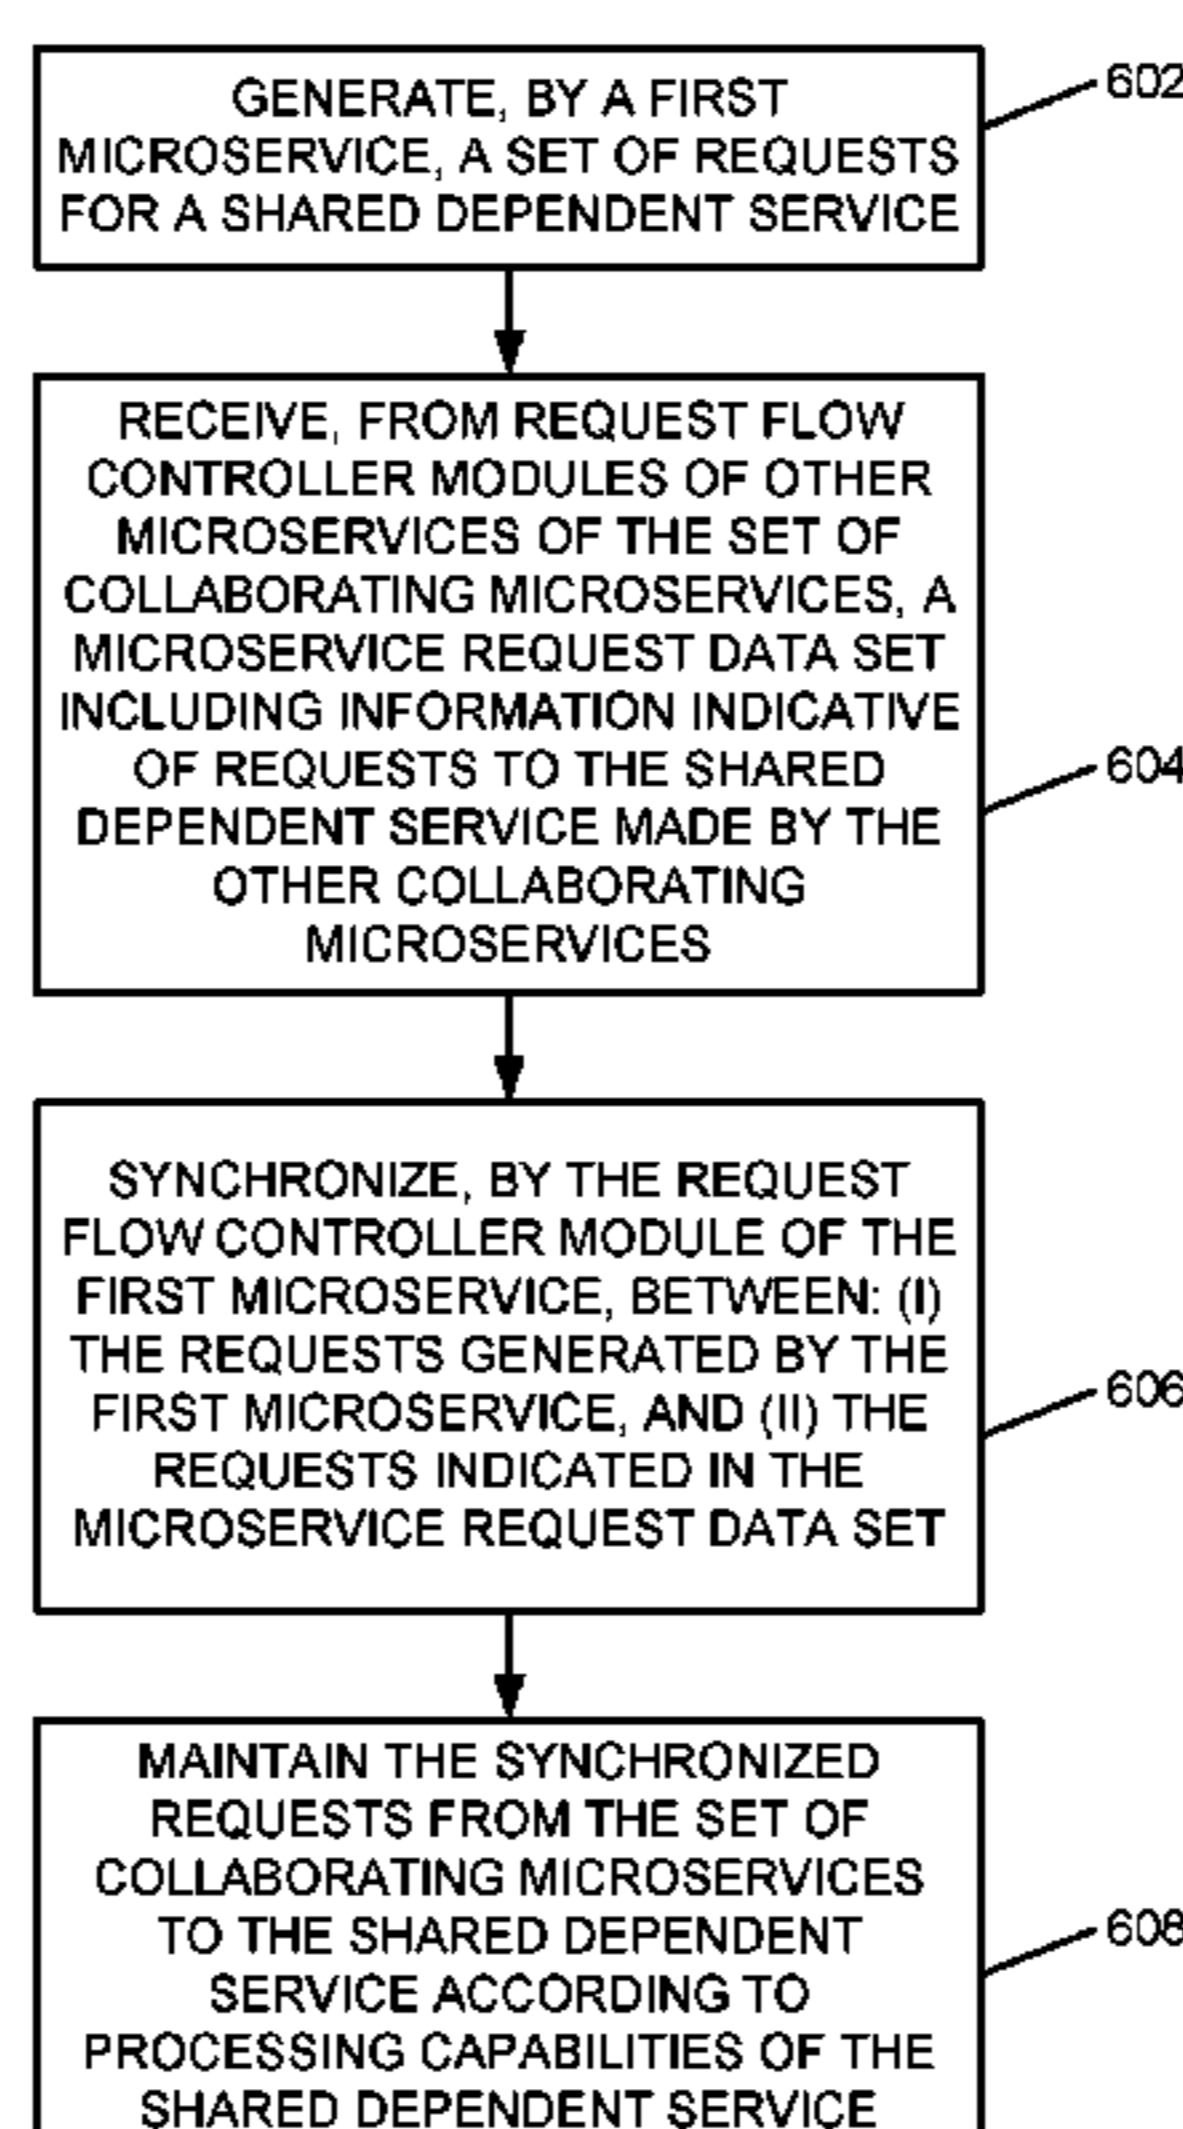 GENERATE, BY A FIRST
MICROSERVICE, A SET OF REQUESTS
FOR A SHARED DEPENDENT SERVICE
602
RECEIVE, FROM REQUEST FLOW
CONTROLLER MODULES OF OTHER
MICROSERVICES OF THE SET OF
COLLABORATING MICROSERVICES, A
MICROSERVICE REQUEST DATA SET
INCLUDING INFORMATION INDICATIVE
OF REQUESTS TO THE SHARED
DEPENDENT SERVICE MADE BY THE
OTHER COLLABORATING
MICROSERVICES
604
SYNCHRONIZE, BY THE REQUEST
FLOW CONTROLLER MODULE OF THE
FIRST MICROSERVICE, BETWEEN: (I)
THE REQUESTS GENERATED BY THE
FIRST MICROSERVICE, AND (II) THE
REQUESTS INDICATED IN THE
MICROSERVICE REQUEST DATA SET
606
MAINTAIN THE SYNCHRONIZED
REQUESTS FROM THE SET OF
COLLABORATING MICROSERVICES
TO THE SHARED DEPENDENT
SERVICE ACCORDING TO
PROCESSING CAPABILITIES OF THE
SHARED DEPENDENT SERVICE
608